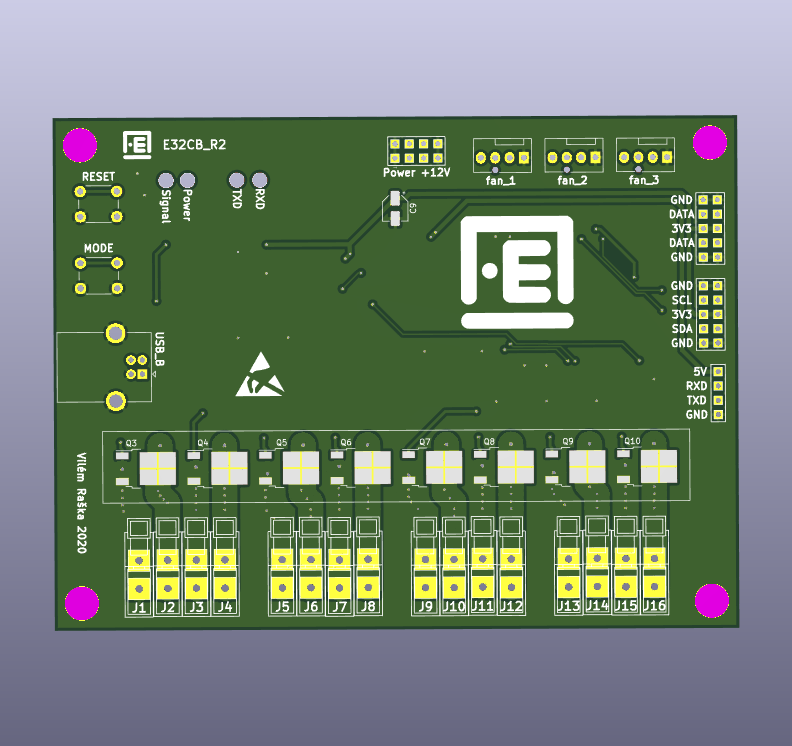 E32CB_R2
Power +12V
fan_1
fan_2
fan_3
RESET
Signal
Power
TXD
RXD
C9
GND
DATA
3V3
DATA
GND
MODE
GND
SCL
3V3
SDA
GND
USB_B
5V
RXD
TXD
GND
Q3
Q4
Q5
Q6
Q7
Q8
Q9
Q10
Vilém Raška 2020
J1 J2 J3 J4 J5 J6 J7 J8 J9 J10 J11 J12 J13 J14 J15 J16